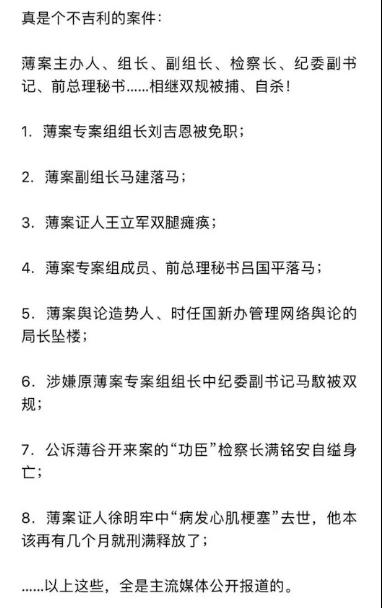 真是个不吉利的案件：
薄案主办人、组长、副组长、检察长、纪委副书
记、前总理秘书......相继双规被捕、自杀！
1．薄案专案组组长刘吉恩被免职；
2．薄案副组长马建落马；
3．薄案证人王立军双腿瘫痪；
4．薄案专案组成员、前总理秘书吕国平落马；
5．薄案舆论造势人、时任国新办管理网络舆论的
局长坠楼；
6．涉嫌原薄案专案组组长中纪委副书记马馭被双
规；
7．公诉薄谷开来案的“功臣”检察长满铭安自缢身
亡；
8．薄案证人徐明牢中“病发心肌梗塞”去世，他本
该再有几个月就刑满释放了；
......以上这些，全是主流媒体公开报道的。